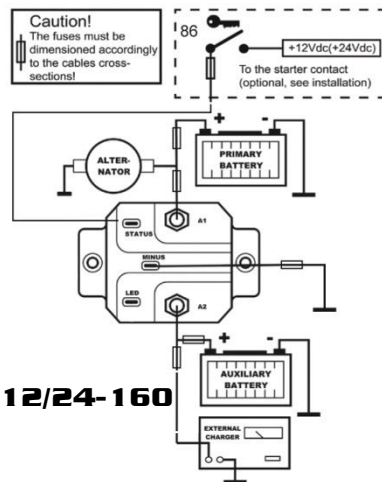 Caution!
The fuses must be
dimensioned accordingly
to the cables cross-
sections!
86
+12Vdc(+24Vdc)
To the starter contact
(optional, see installation)
+ -
ALTER-
NATOR
PRIMARY
BATTERY
A1
STATUS
MINUS
LED
A2
+ -
AUXILIARY
BATTERY
12/24-160
EXTERNAL
CHARGER